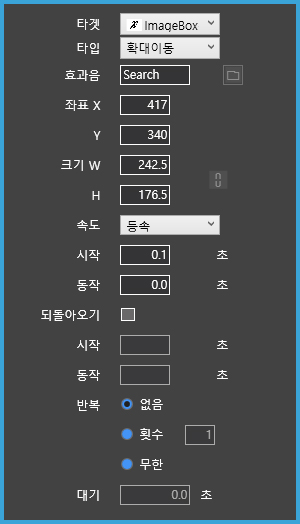 타겟 ImageBox
타입 확대이동
효과음 Search
좌표 X 417
Y 340
크기 W 242.5
H 176.5
속도 등속
시작 0.1 초
동작 0.0 초
되돌아오기
시작 초
동작 초
반복 없음
횟수 1
무한
대기 0.0 초